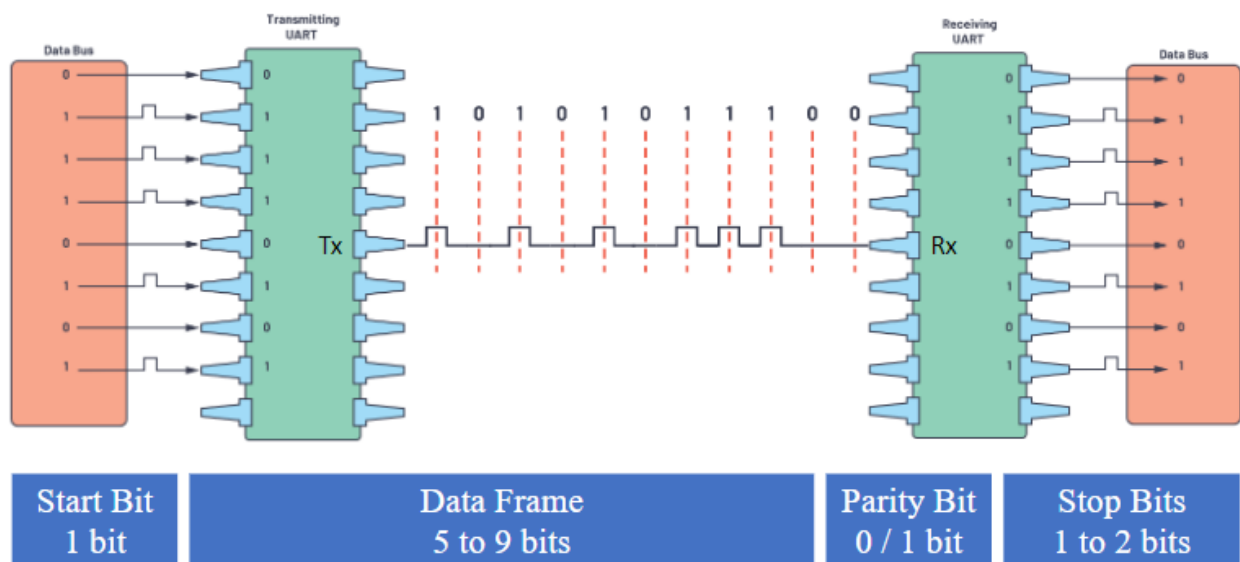 Transmitting
UART
Receiving
UART
Data Bus
Data Bus
0 0 0 0
1 1 1 0 1 0 1 0 1 1 1 0 0 1 1
1 1 1 1
1 1 1 1
0 0 Tx Rx 0 0
1 1 1 1
0 0 0 0
1 1 1 1
Start Bit
1 bit
Data Frame
5 to 9 bits
Parity Bit
0 / 1 bit
Stop Bits
1 to 2 bits